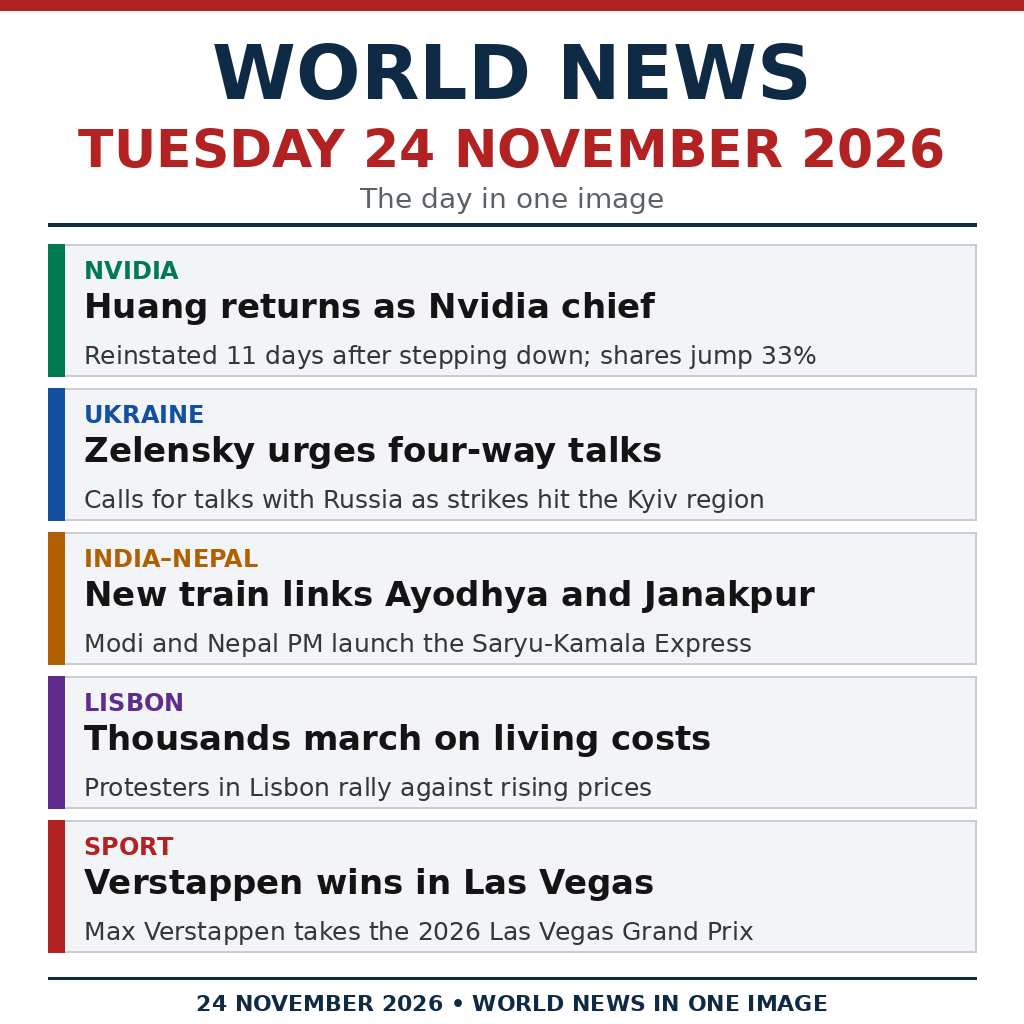 WORLD NEWS
TUESDAY 24 NOVEMBER 2026
The day in one image
NVIDIA
Huang returns as Nvidia chief
Reinstated 11 days after stepping down; shares jump 33%
UKRAINE
Zelensky urges four-way talks
Calls for talks with Russia as strikes hit the Kyiv region
INDIA–NEPAL
New train links Ayodhya and Janakpur
Modi and Nepal PM launch the Saryu-Kamala Express
LISBON
Thousands march on living costs
Protesters in Lisbon rally against rising prices
SPORT
Verstappen wins in Las Vegas
Max Verstappen takes the 2026 Las Vegas Grand Prix
24 NOVEMBER 2026 • WORLD NEWS IN ONE IMAGE